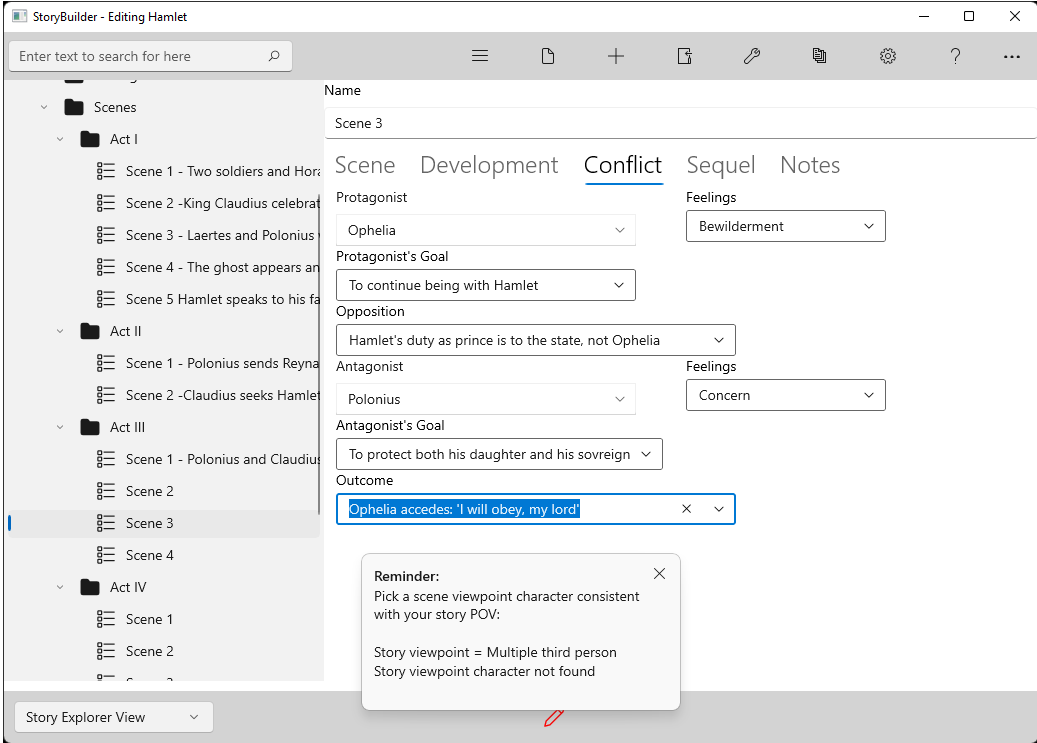 StoryBuilder - Editing Hamlet
Enter text to search for here
Scenes
Act I
Scene 1 - Two soldiers and Hora
Scene 2 -King Claudius celebrat
Scene 3 - Laertes and Polonius
Scene 4 - The ghost appears an
Scene 5 Hamlet speaks to his fa
Act II
Scene 1 - Polonius sends Reyna
Scene 2 -Claudius seeks Hamlet
Act III
Scene 1 - Polonius and Claudius
Scene 2
Scene 3
Scene 4
Act IV
Scene 1
Scene 2
Name
Scene 3
Scene Development Conflict Sequel Notes
Protagonist
Feelings
Ophelia
Bewilderment
Protagonist's Goal
To continue being with Hamlet
Opposition
Hamlet's duty as prince is to the state, not Ophelia
Antagonist
Feelings
Polonius
Concern
Antagonist's Goal
To protect both his daughter and his sovreign
Outcome
Ophelia accedes: 'I will obey, my lord'
Reminder:
Pick a scene viewpoint character consistent
with your story POV:
Story viewpoint = Multiple third person
Story viewpoint character not found
Story Explorer View